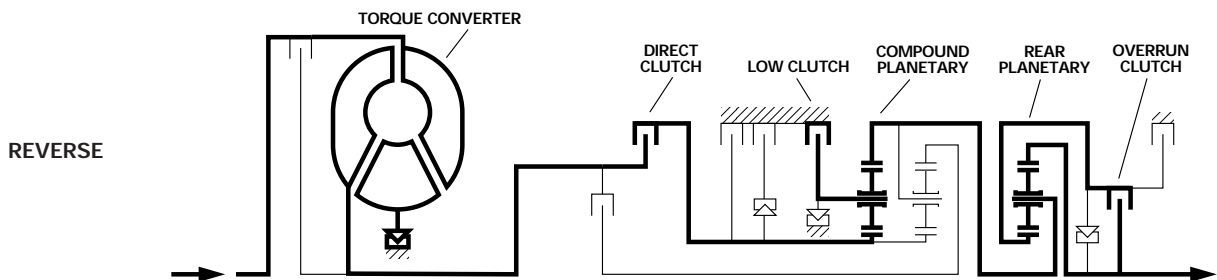 TORQUE CONVERTER
DIRECT
CLUTCH
LOW CLUTCH
COMPOUND
PLANETARY
REAR
PLANETARY
OVERRUN
CLUTCH
REVERSE